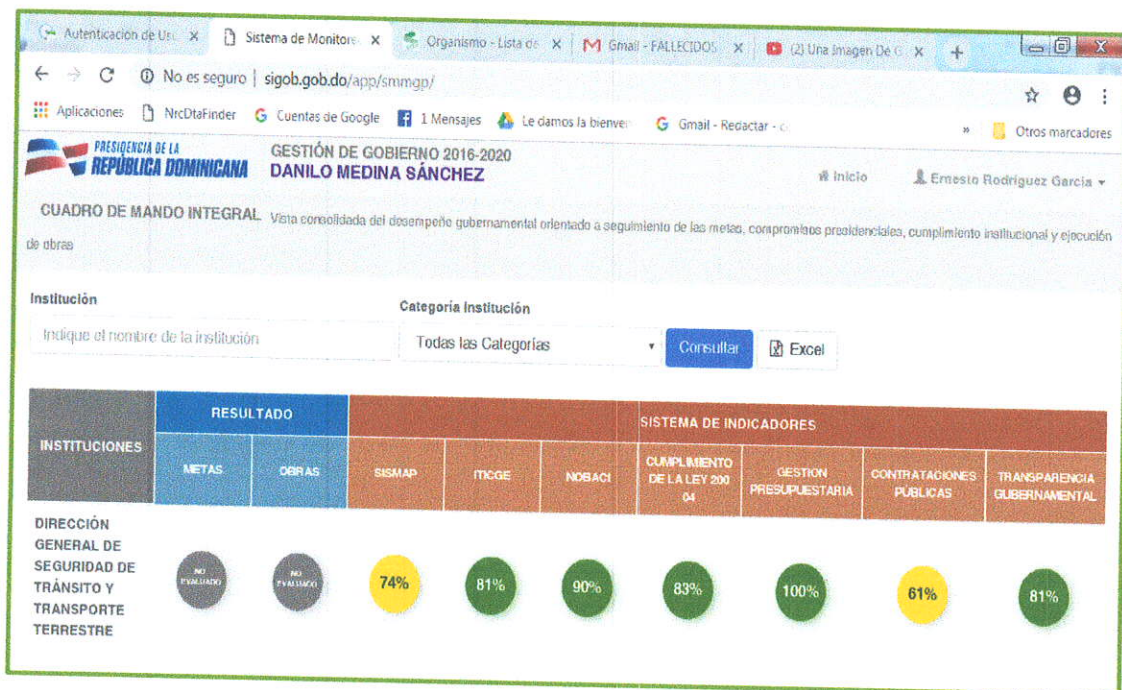 Autenticación de Usu
Sistema de Monitore
Organismo - Lista de
Gmail - FALLECIDOS
(2) Una Imagen De G
No es seguro | sigob.gob.do/app/smmgp/
Aplicaciones
NrcDtaFinder
Cuentas de Google
1 Mensajes
Le damos la bienven
Gmail - Redactar - c
»
Otros marcadores
PRESIDENCIA DE LA
REPÚBLICA DOMINICANA
GESTIÓN DE GOBIERNO 2016-2020
DANILO MEDINA SÁNCHEZ
Inicio
Ernesto Rodríguez García
CUADRO DE MANDO INTEGRAL Vista consolidada del desempeño gubernamental orientado a seguimiento de las metas, compromisos presidenciales, cumplimiento institucional y ejecución
de obras
Institución
Categoría Institución
Indique el nombre de la institución
Todas las Categorías
Consultar
Excel
INSTITUCIONES
RESULTADO
SISTEMA DE INDICADORES
METAS
OBRAS
SISMAP
ITICGE
NOBACI
CUMPLIMIENTO
DE LA LEY 200
04
GESTION
PRESUPUESTARIA
CONTRATACIONES
PÚBLICAS
TRANSPARENCIA
GUBERNAMENTAL
DIRECCIÓN
GENERAL DE
SEGURIDAD DE
TRÁNSITO Y
TRANSPORTE
TERRESTRE
NO
EVALUADO
NO
EVALUADO
74%
81%
90%
83%
100%
61%
81%